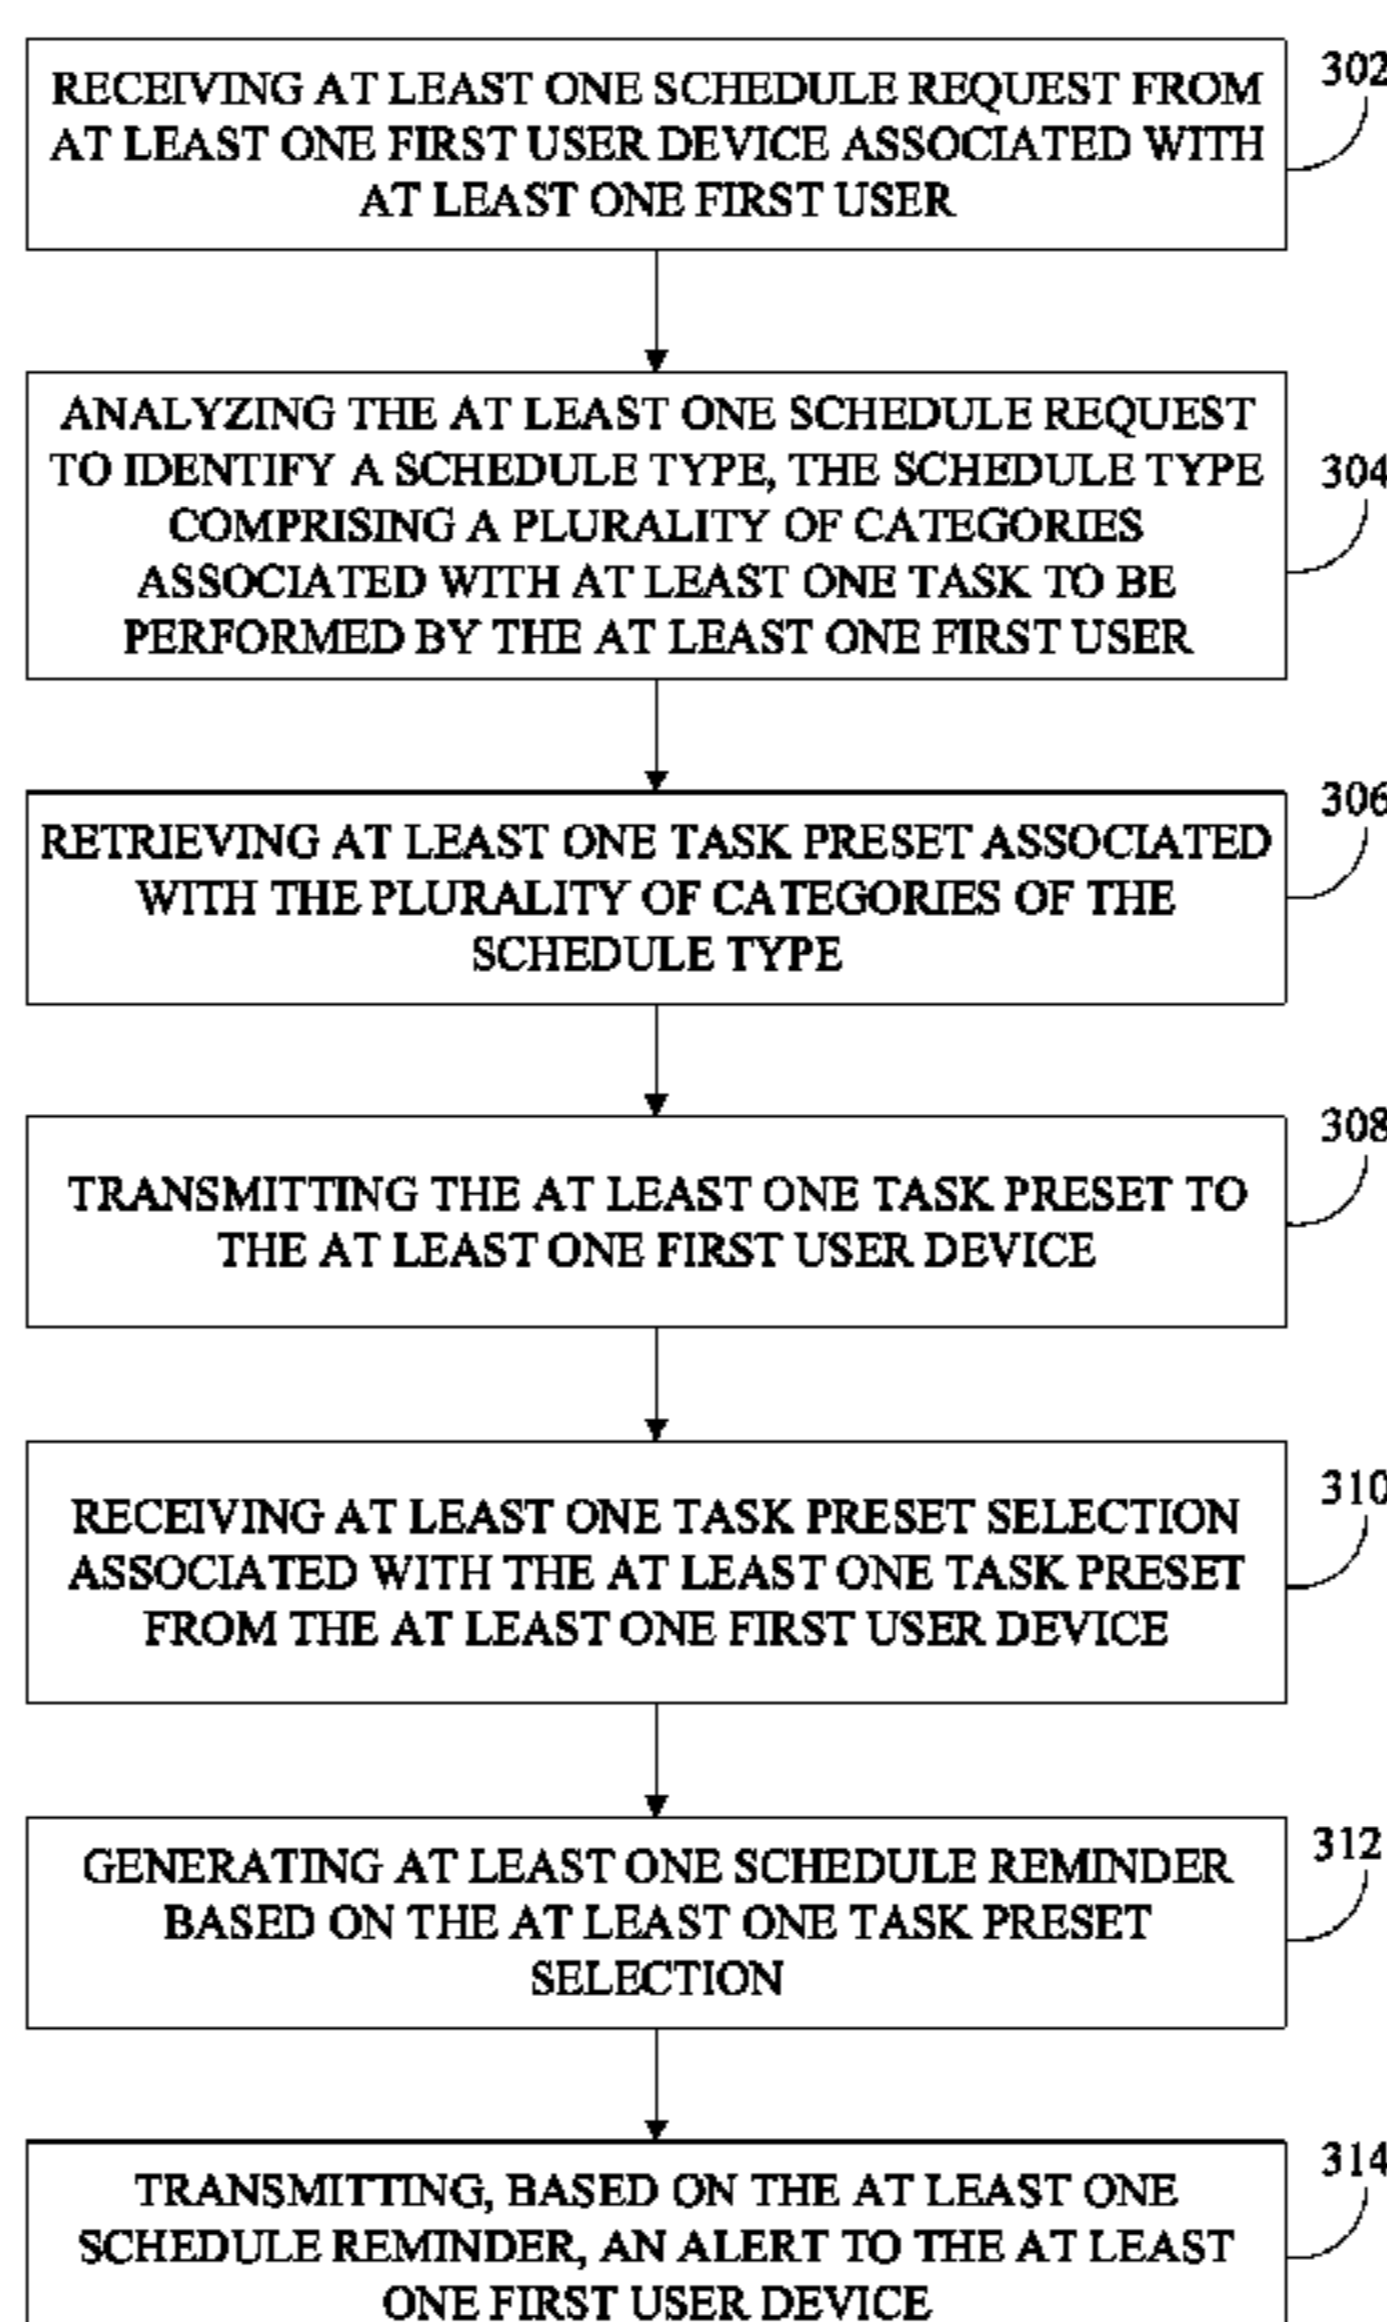 RECEIVING AT LEAST ONE SCHEDULE REQUEST FROM
AT LEAST ONE FIRST USER DEVICE ASSOCIATED WITH
AT LEAST ONE FIRST USER
302
ANALYZING THE AT LEAST ONE SCHEDULE REQUEST
TO IDENTIFY A SCHEDULE TYPE, THE SCHEDULE TYPE
COMPRISING A PLURALITY OF CATEGORIES
ASSOCIATED WITH AT LEAST ONE TASK TO BE
PERFORMED BY THE AT LEAST ONE FIRST USER
304
RETRIEVING AT LEAST ONE TASK PRESET ASSOCIATED
WITH THE PLURALITY OF CATEGORIES OF THE
SCHEDULE TYPE
306
TRANSMITTING THE AT LEAST ONE TASK PRESET TO
THE AT LEAST ONE FIRST USER DEVICE
308
RECEIVING AT LEAST ONE TASK PRESET SELECTION
ASSOCIATED WITH THE AT LEAST ONE TASK PRESET
FROM THE AT LEAST ONE FIRST USER DEVICE
310
GENERATING AT LEAST ONE SCHEDULE REMINDER
BASED ON THE AT LEAST ONE TASK PRESET
SELECTION
312
TRANSMITTING, BASED ON THE AT LEAST ONE
SCHEDULE REMINDER, AN ALERT TO THE AT LEAST
ONE FIRST USER DEVICE
314